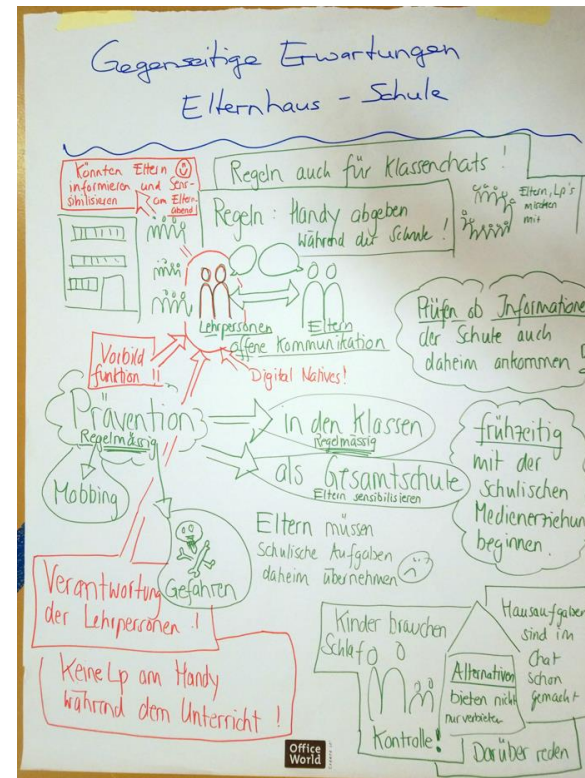 Gegenseitige Erwartungen
Elternhaus - Schule
Könnten Eltern
informieren und sen-
sibilisieren am Eltern-
abend
Regeln auch für Klassenchats !
Regeln : Handy abgeben
während der Schule !
Eltern, Lp's
mischen
mit
Lehrpersonen
Eltern
offene Kommunikation
Prüfen ob Informatione
der Schule auch
daheim ankommen
Vorbild
funktion !!
Digital Natives!
Prävention
Regelmässig
in den Klassen
Regelmässig
als Gesamtschule
Eltern sensibilisieren
Mobbing
Gefahren
frühzeitig
mit der
schulischen
Medienerziehun
beginnen.
Eltern müssen
schulische Aufgaben
daheim übernehmen
Verantwortung
der Lehrpersonen !
Keine Lp am Handy
während dem Unterricht !
Kinder brauchen
Schlaf
Kontrolle!
Alternativen
bieten nicht
nur verbieten
Hausaufgaben
sind im
Chat
schon
gemacht
Darüber reden
Office
World